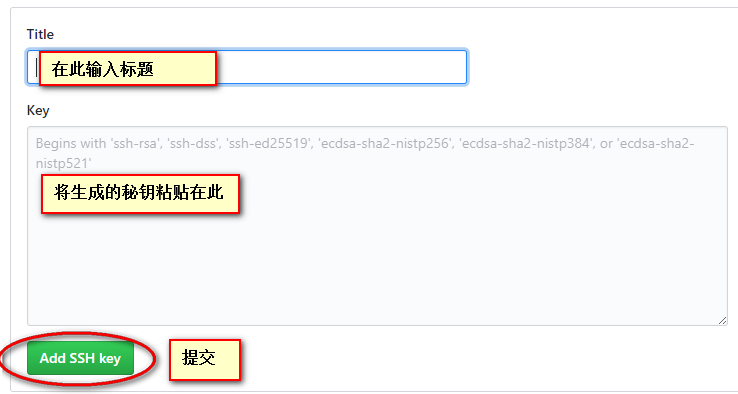 Title
在此输入标题
Key
Begins with 'ssh-rsa', 'ssh-dss', 'ssh-ed25519', 'ecdsa-sha2-nistp256', 'ecdsa-sha2-nistp384', or 'ecdsa-sha2-
nistp521'
将生成的秘钥粘贴在此
Add SSH key
提交